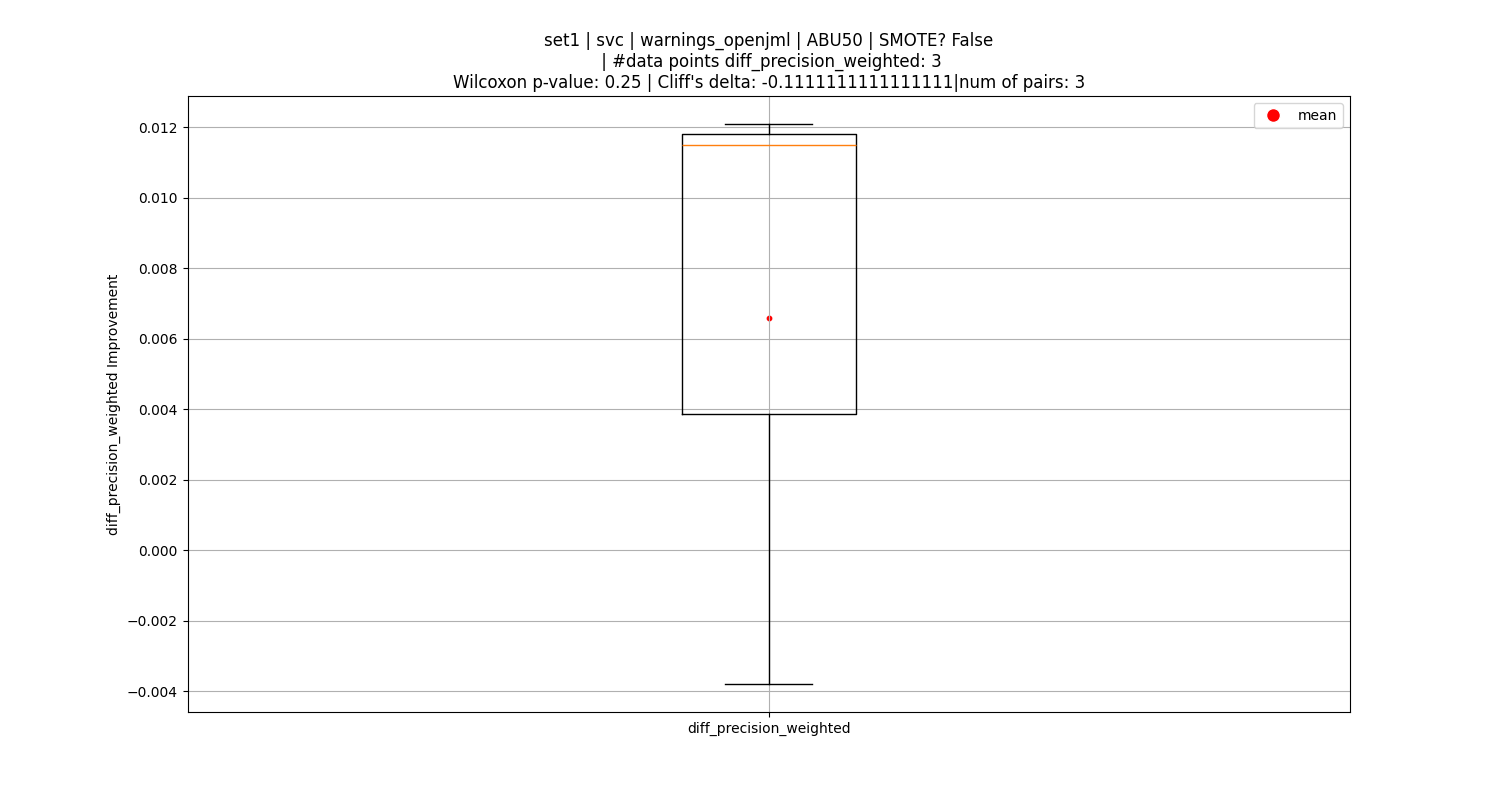 set1 | svc | warnings_openjml | ABU50 | SMOTE? False
| #data points diff_precision_weighted: 3
Wilcoxon p-value: 0.25 | Cliff's delta: -0.1111111111111111|num of pairs: 3
mean
0.012
0.010
0.008
0.006
0.004
0.002
0.000
−0.002
−0.004
diff_precision_weighted Improvement
diff_precision_weighted